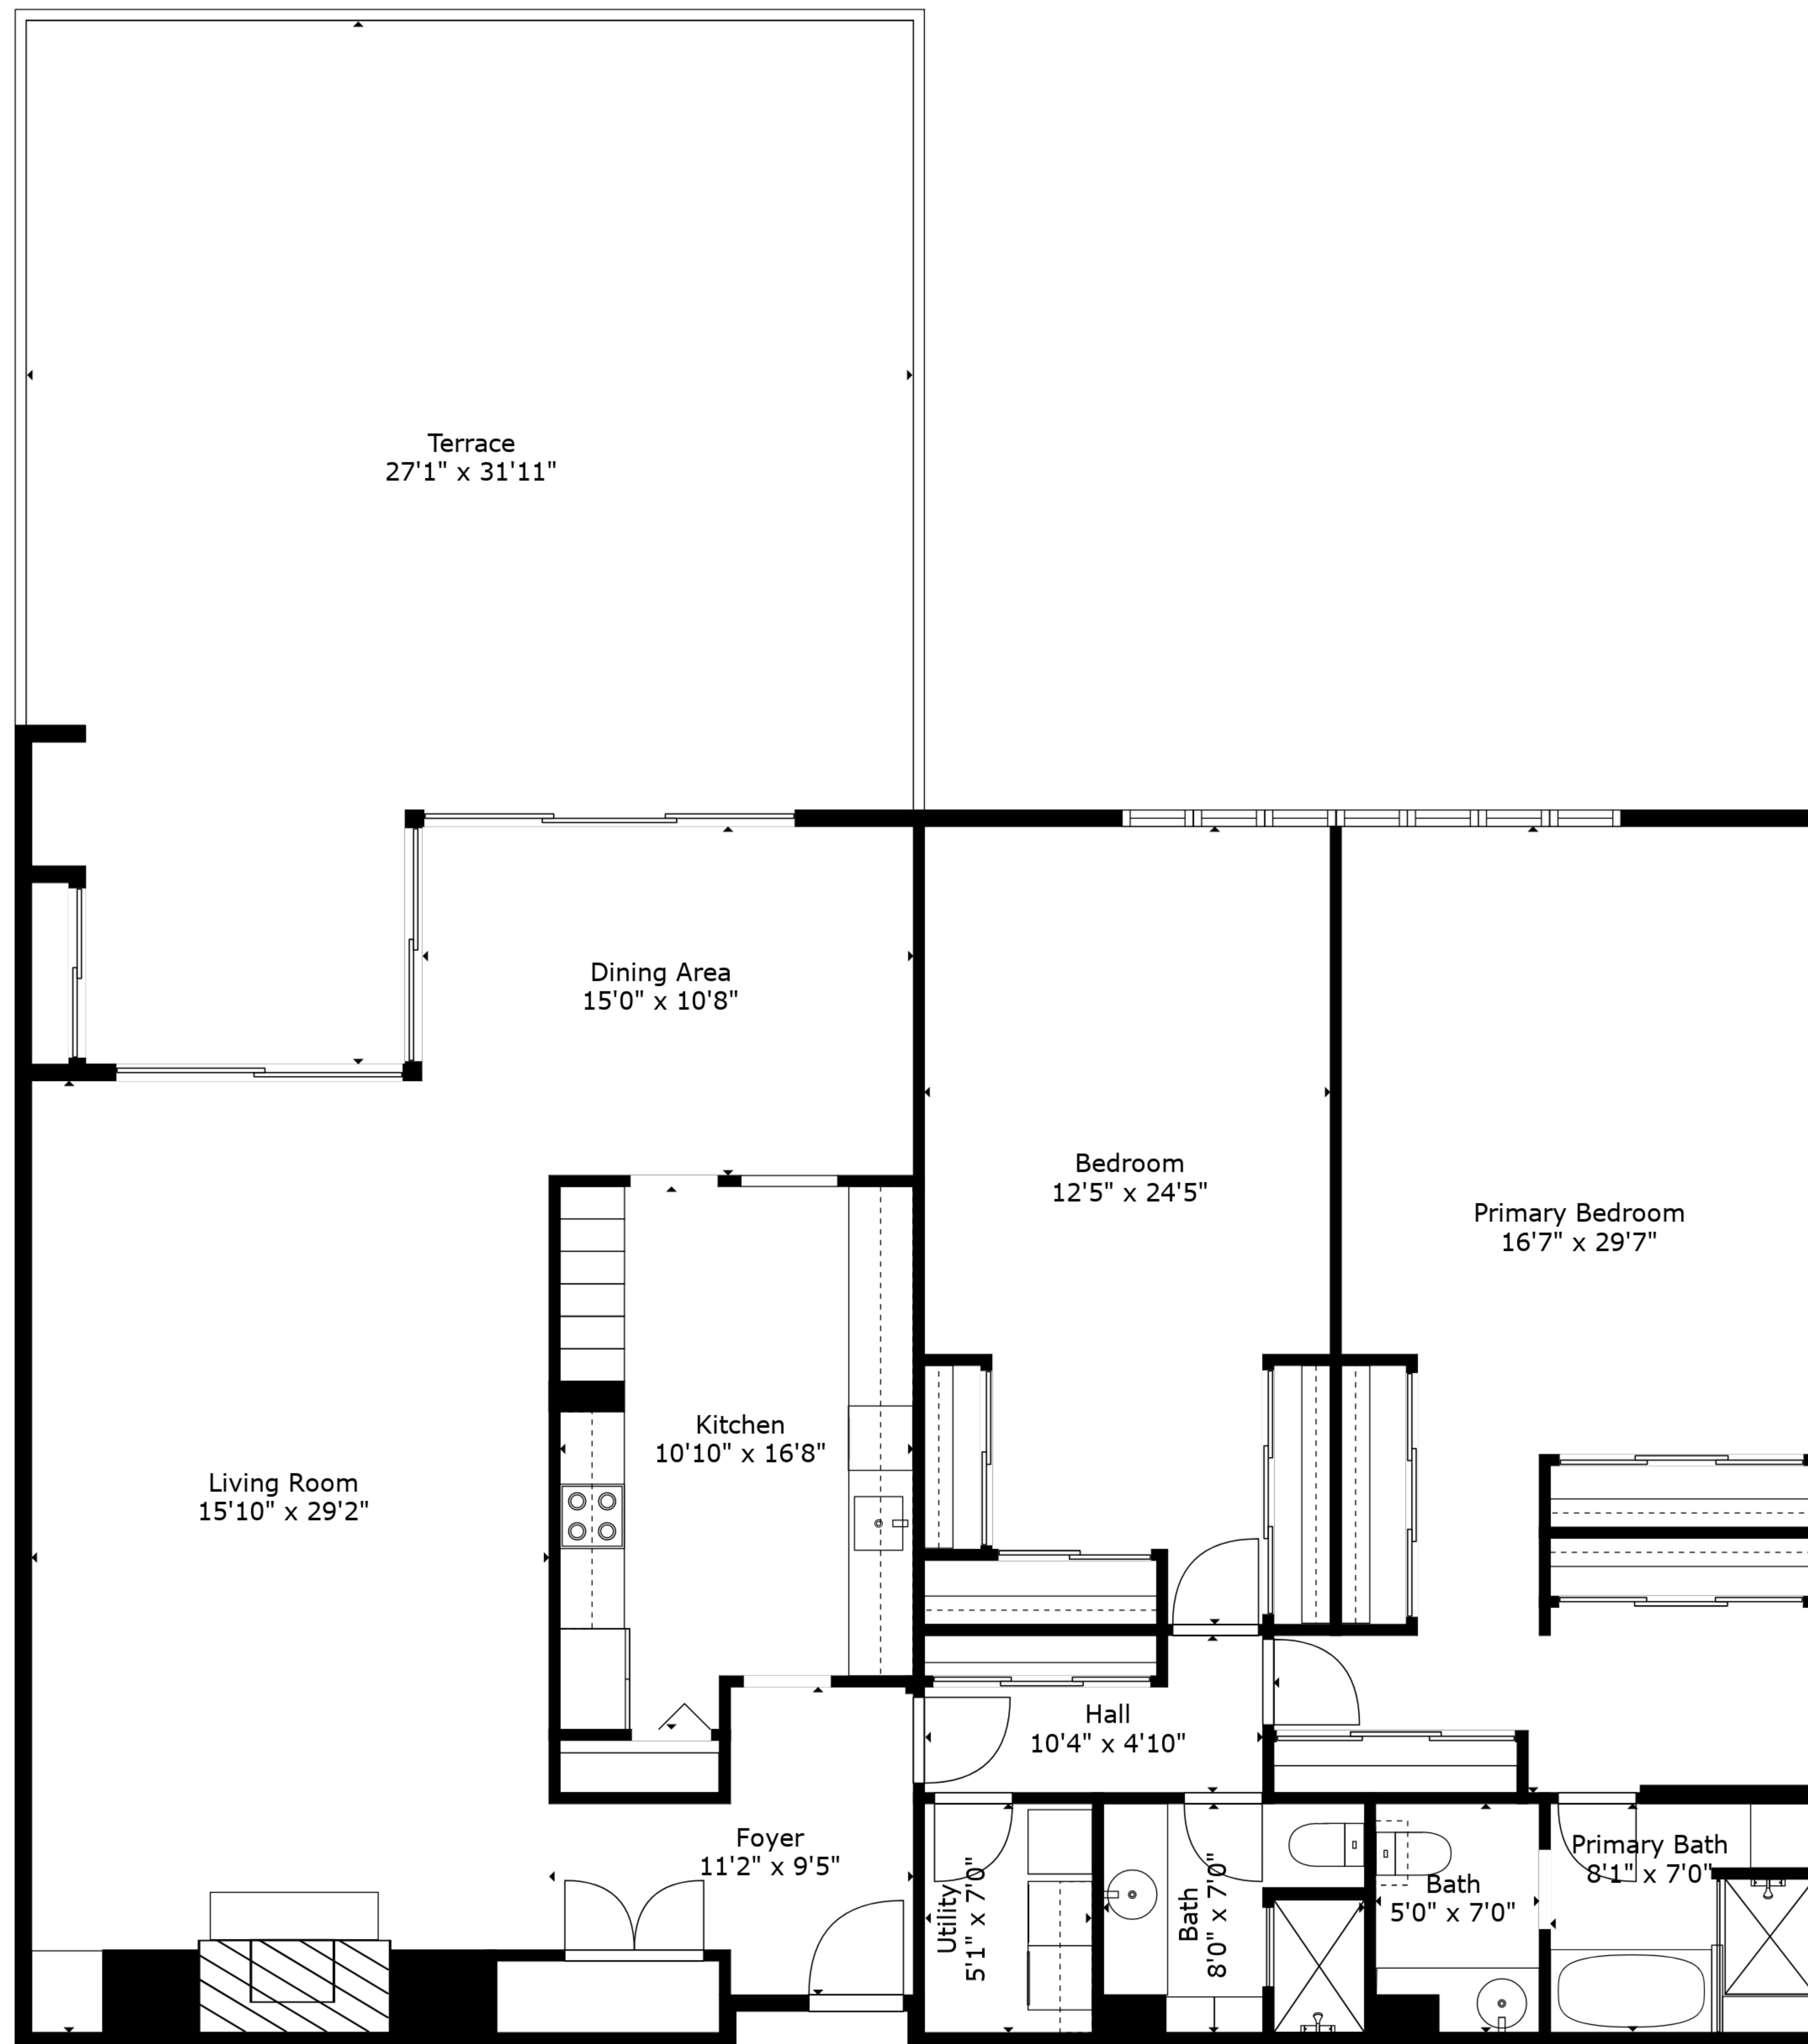 Terrace
27'1" x 31'11"
Dining Area
15'0" x 10'8"
Bedroom
12'5" x 24'5"
Primary Bedroom
16'7" x 29'7"
Kitchen
10'10" x 16'8"
Living Room
15'10" x 29'2"
Hall
10'4" x 4'10"
Foyer
11'2" x 9'5"
Utility
5'1" x 7'0"
Bath
8'0" x 7'0"
Bath
5'0" x 7'0"
Primary Bath
8'1" x 7'0"